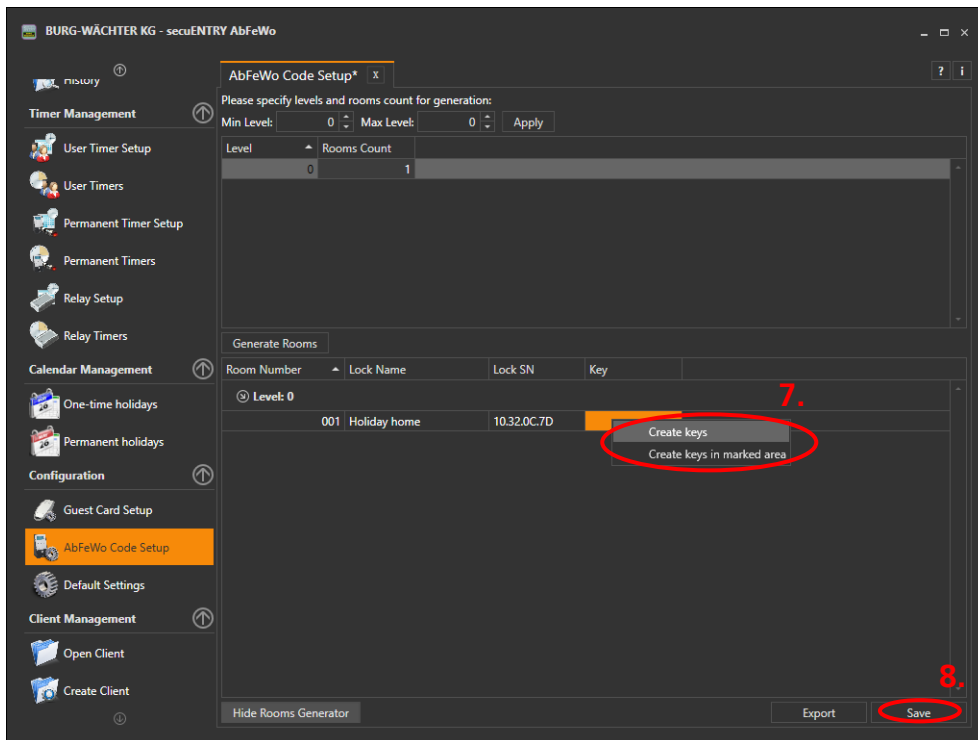 BURG-WÄCHTER KG - secuENTRY AbFeWo
History
Timer Management
User Timer Setup
User Timers
Permanent Timer Setup
Permanent Timers
Relay Setup
Relay Timers
Calendar Management
One-time holidays
Permanent holidays
Configuration
Guest Card Setup
AbFeWo Code Setup
Default Settings
Client Management
Open Client
Create Client
AbFeWo Code Setup* x
? i
Please specify levels and rooms count for generation:
Min Level: 0 Max Level: 0 Apply
Level Rooms Count
0 1
Generate Rooms
Room Number Lock Name Lock SN Key
Level: 0
7.
001 Holiday home 10.32.0C.7D
Create keys
Create keys in marked area
8.
Hide Rooms Generator Export Save